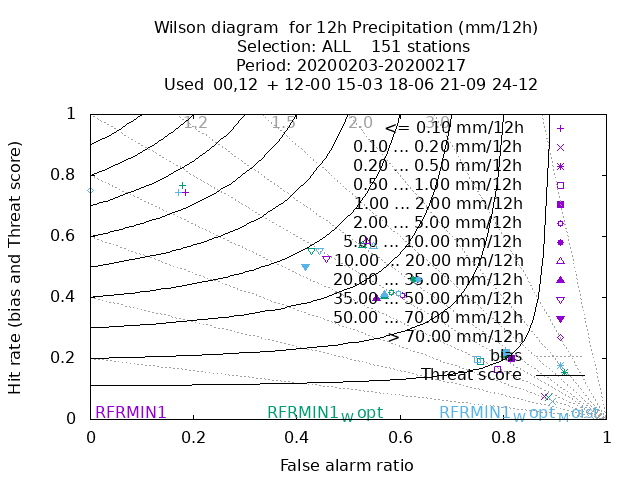 Wilson diagram  for 12h Precipitation (mm/12h)
Selection: ALL    151 stations
Period: 20200203-20200217
Used  00,12  + 12-00 15-03 18-06 21-09 24-12
Hit rate (bias and Threat score)
1
0.8
0.6
0.4
0.2
0
1.2
1.5
2.0
3.0
<= 0.10 mm/12h
0.10 ... 0.20 mm/12h
0.20 ... 0.50 mm/12h
0.50 ... 1.00 mm/12h
1.00 ... 2.00 mm/12h
2.00 ... 5.00 mm/12h
5.00 ... 10.00 mm/12h
10.00 ... 20.00 mm/12h
20.00 ... 35.00 mm/12h
35.00 ... 50.00 mm/12h
50.00 ... 70.00 mm/12h
> 70.00 mm/12h
bias
Threat score
RFRMIN1
RFRMIN1W opt
RFRMIN1W opt M dist
0
0.2
0.4
0.6
0.8
1
False alarm ratio